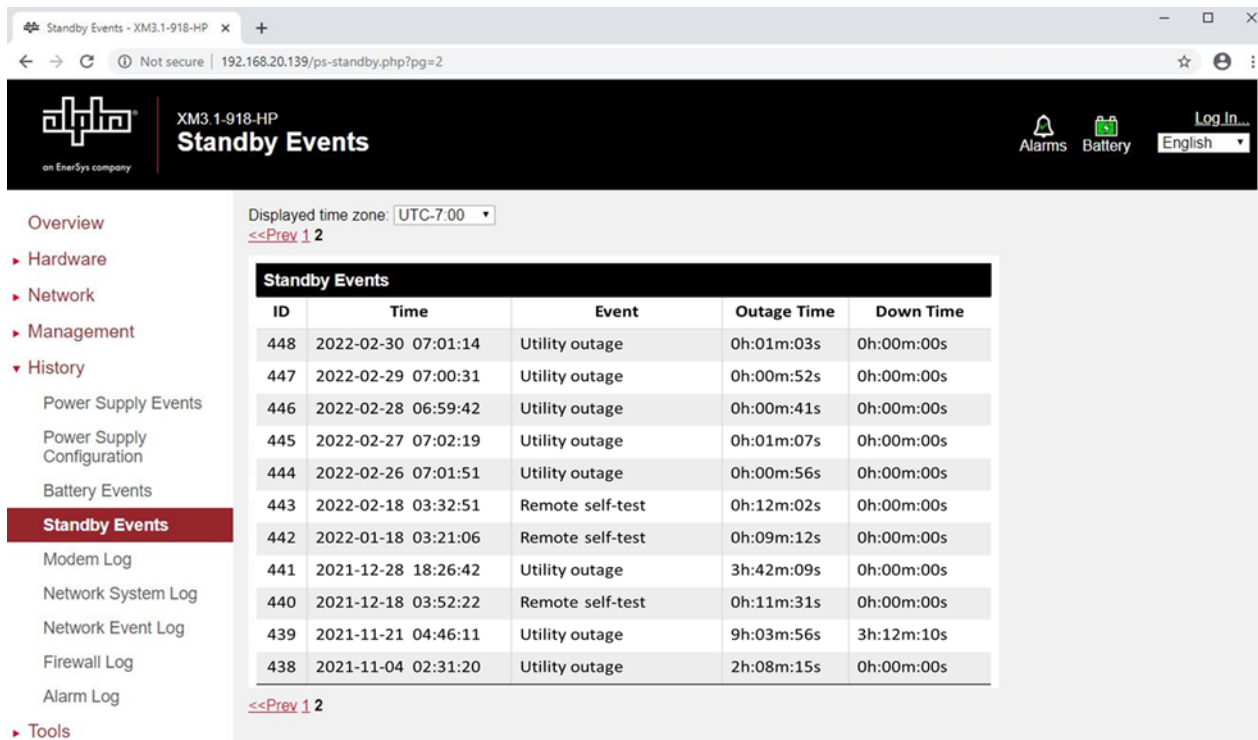 Standby Events - XM3.1-918-HP
Not secure | 192.168.20.139/ps-standby.php?pg=2
alpha®
an EnerSys company
XM3.1-918-HP
Standby Events
Alarms Battery
Log In...
English
Overview
Hardware
Network
Management
History
Power Supply Events
Power Supply
Configuration
Battery Events
Standby Events
Modem Log
Network System Log
Network Event Log
Firewall Log
Alarm Log
Tools
Displayed time zone: UTC-7:00
<<Prev 1 2
Standby Events
ID Time Event Outage Time Down Time
448 2022-02-30 07:01:14 Utility outage 0h:01m:03s 0h:00m:00s
447 2022-02-29 07:00:31 Utility outage 0h:00m:52s 0h:00m:00s
446 2022-02-28 06:59:42 Utility outage 0h:00m:41s 0h:00m:00s
445 2022-02-27 07:02:19 Utility outage 0h:01m:07s 0h:00m:00s
444 2022-02-26 07:01:51 Utility outage 0h:00m:56s 0h:00m:00s
443 2022-02-18 03:32:51 Remote self-test 0h:12m:02s 0h:00m:00s
442 2022-01-18 03:21:06 Remote self-test 0h:09m:12s 0h:00m:00s
441 2021-12-28 18:26:42 Utility outage 3h:42m:09s 0h:00m:00s
440 2021-12-18 03:52:22 Remote self-test 0h:11m:31s 0h:00m:00s
439 2021-11-21 04:46:11 Utility outage 9h:03m:56s 3h:12m:10s
438 2021-11-04 02:31:20 Utility outage 2h:08m:15s 0h:00m:00s
<<Prev 1 2